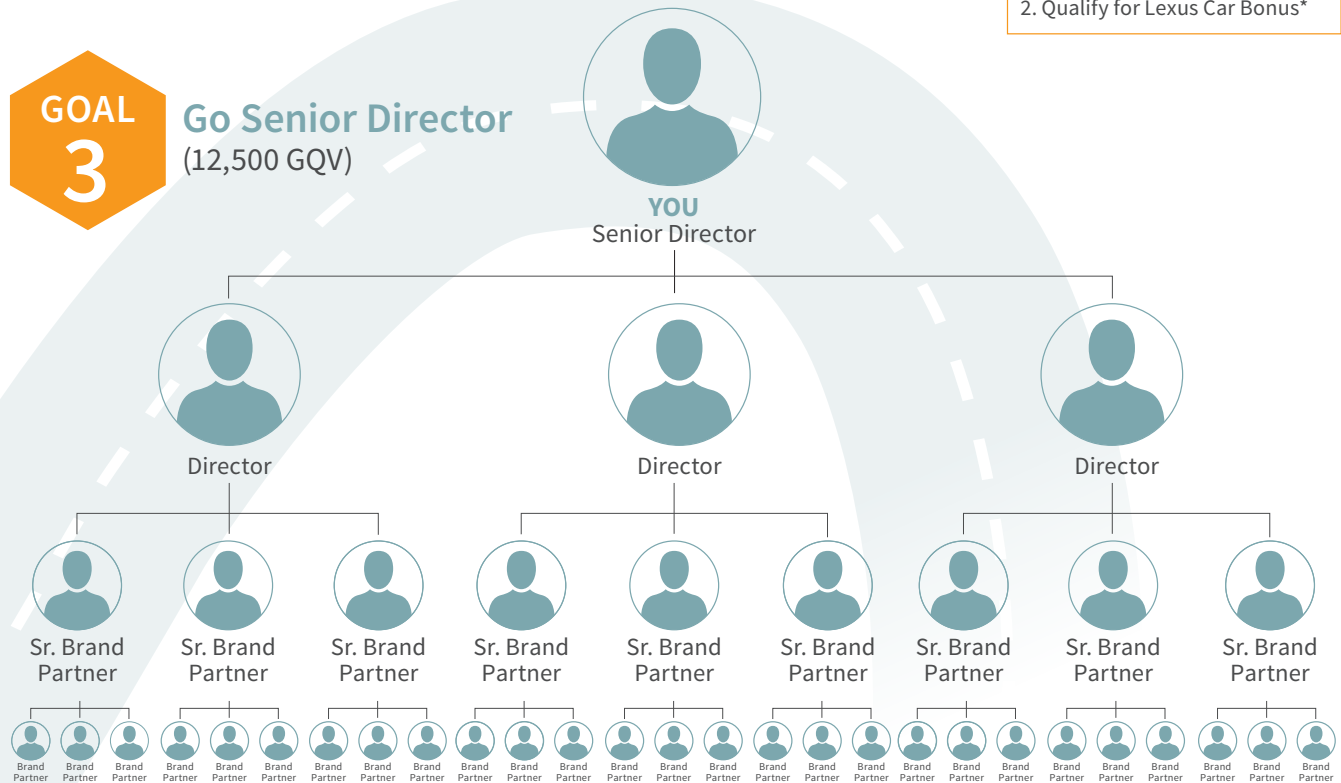 2. Qualify for Lexus Car Bonus*
GOAL
3
Go Senior Director
(12,500 GQV)
YOU
Senior Director
Director
Director
Director
Sr. Brand
Partner
Sr. Brand
Partner
Sr. Brand
Partner
Sr. Brand
Partner
Sr. Brand
Partner
Sr. Brand
Partner
Sr. Brand
Partner
Sr. Brand
Partner
Sr. Brand
Partner
Brand
Partner
Brand
Partner
Brand
Partner
Brand
Partner
Brand
Partner
Brand
Partner
Brand
Partner
Brand
Partner
Brand
Partner
Brand
Partner
Brand
Partner
Brand
Partner
Brand
Partner
Brand
Partner
Brand
Partner
Brand
Partner
Brand
Partner
Brand
Partner
Brand
Partner
Brand
Partner
Brand
Partner
Brand
Partner
Brand
Partner
Brand
Partner
Brand
Partner
Brand
Partner
Brand
Partner